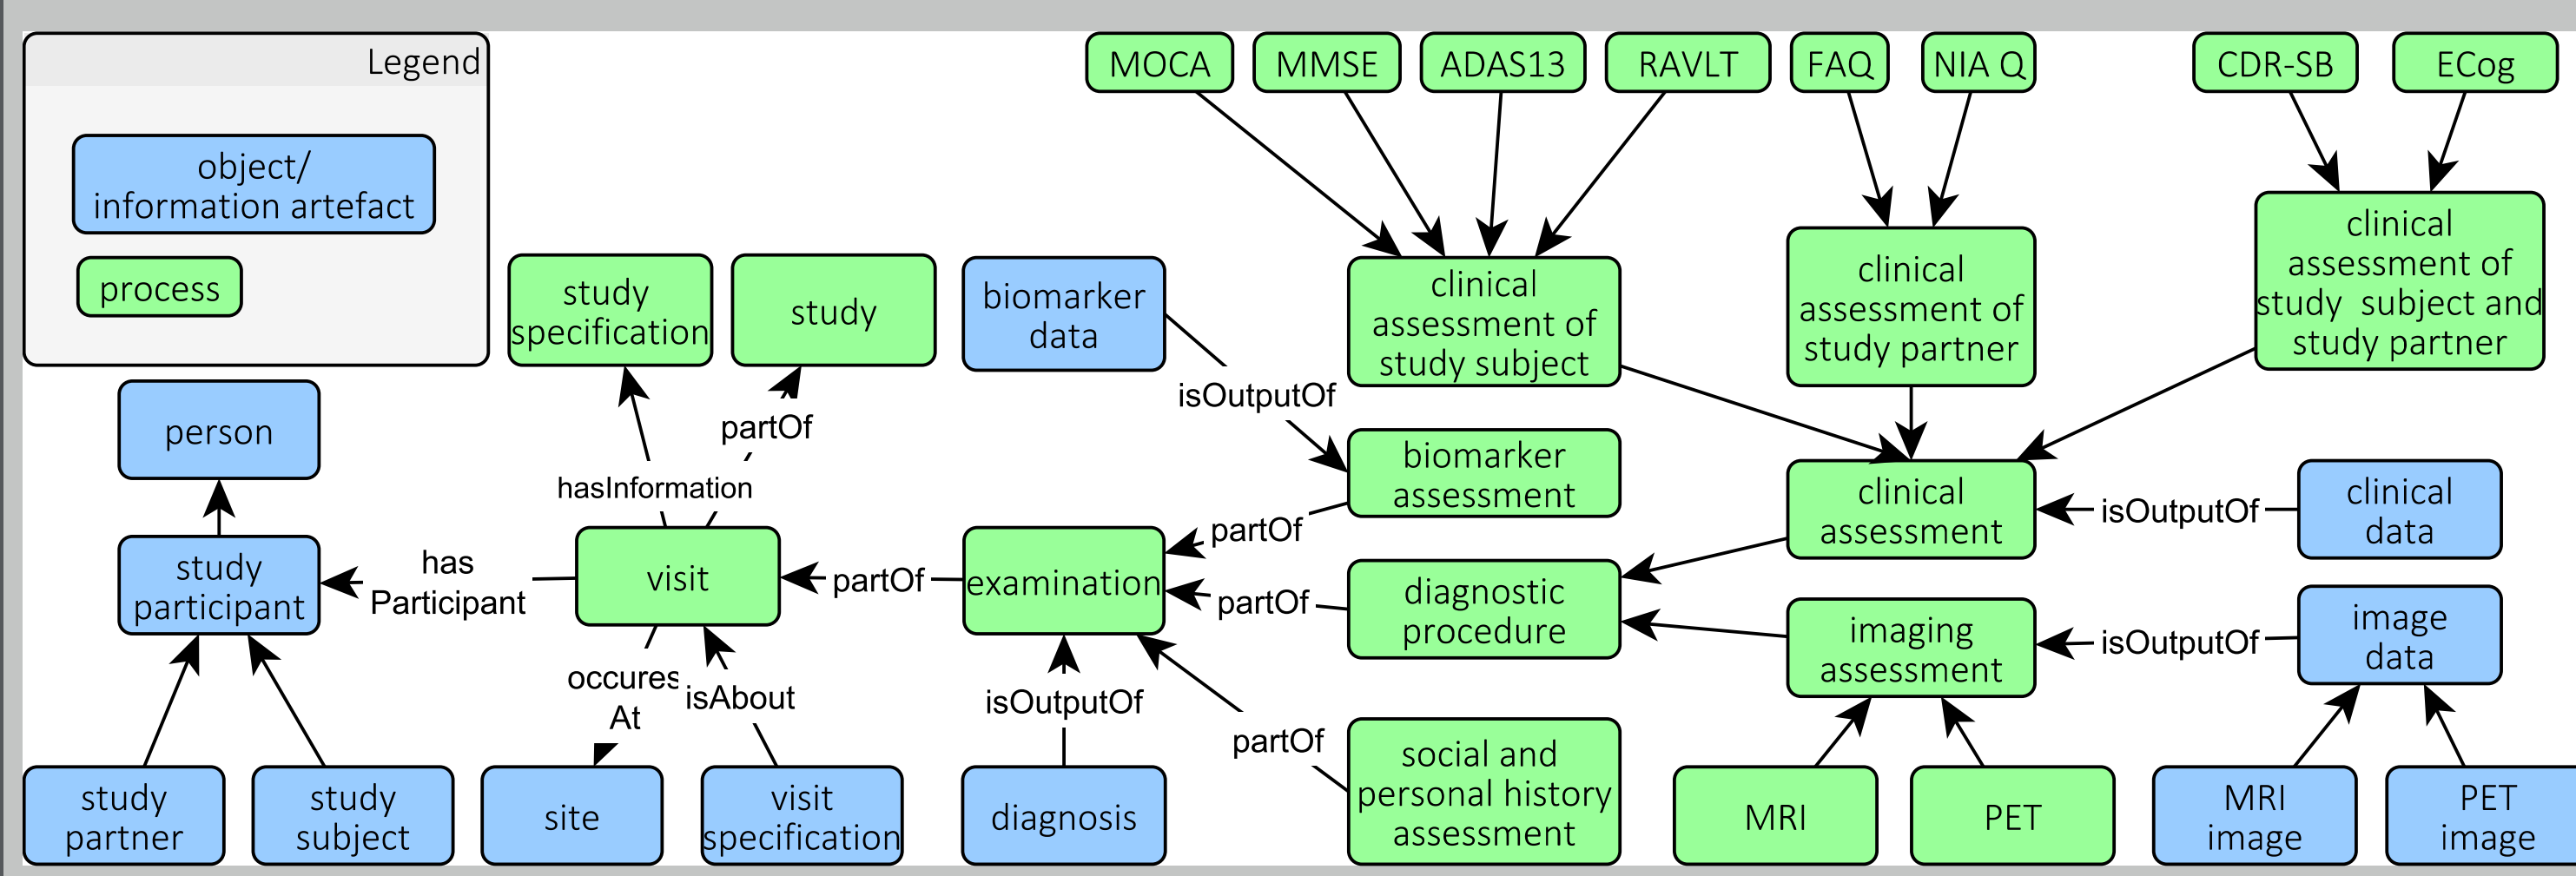 Legend
object/
information artefact
process
MOCA
MMSE
ADAS13
RAVLT
FAQ
NIA Q
CDR-SB
ECog
study
specification
study
biomarker
data
clinical
assessment of
study subject
clinical
assessment of
study partner
clinical
assessment of
study subject and
study partner
isOutputOf
partOf
person
hasInformation
biomarker
assessment
clinical
assessment
isOutputOf
clinical
data
study
participant
has
Participant
visit
partOf
examination
partOf
partOf
diagnostic
procedure
imaging
assessment
isOutputOf
image
data
occures
At
isAbout
isOutputOf
partOf
study
partner
study
subject
site
visit
specification
diagnosis
social and
personal history
assessment
MRI
PET
MRI
image
PET
image